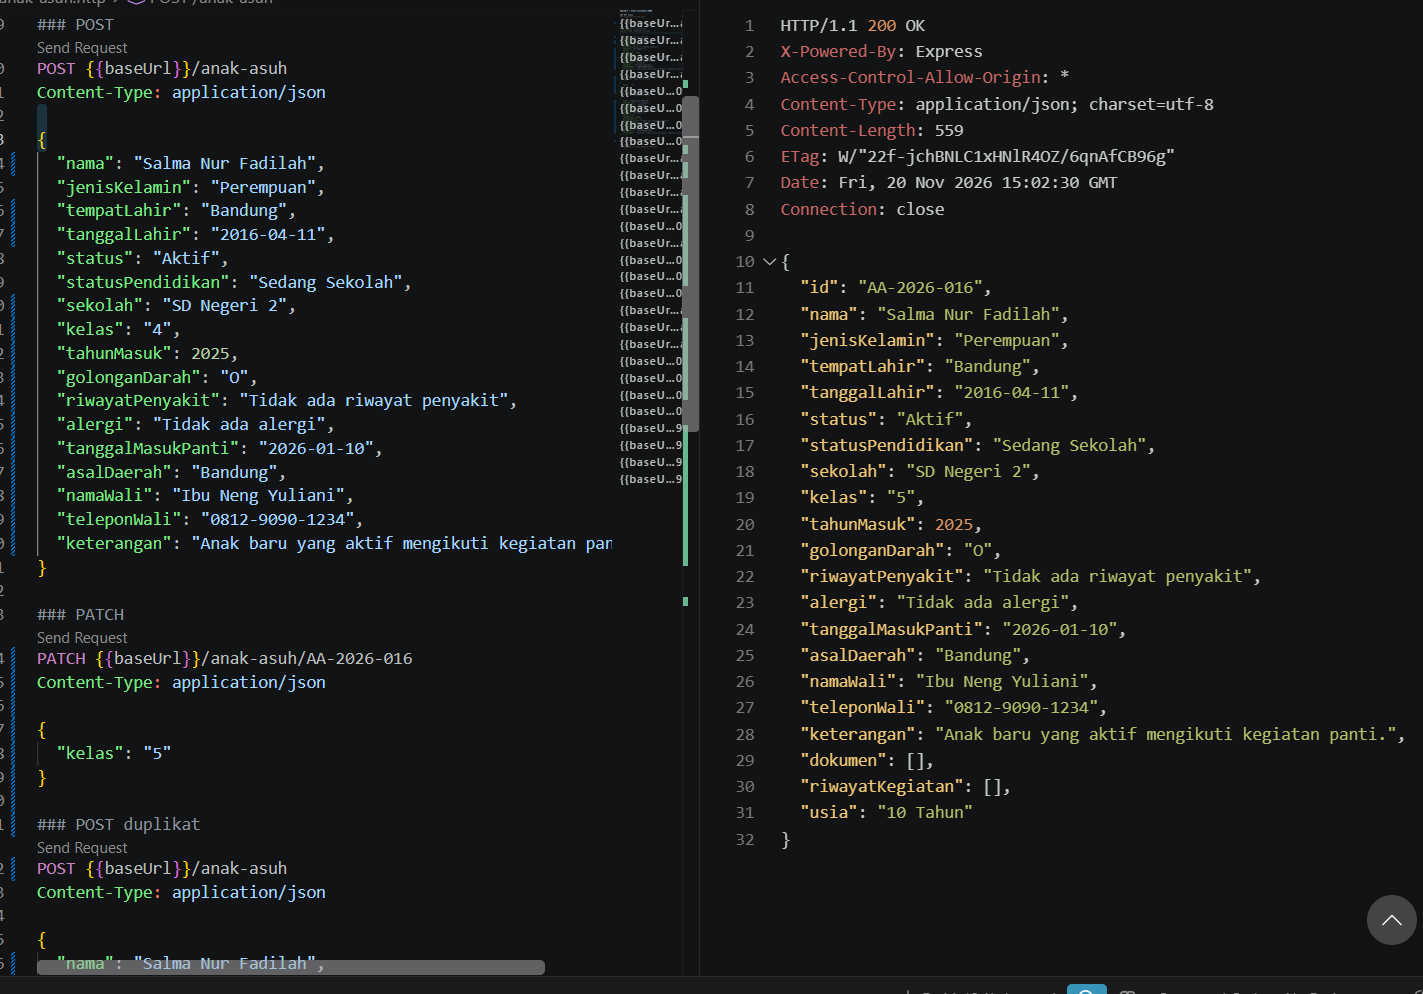 ### POST
Send Request
POST {{baseUrl}}/anak-asuh
Content-Type: application/json
{
"nama": "Salma Nur Fadilah",
"jenisKelamin": "Perempuan",
"tempatLahir": "Bandung",
"tanggalLahir": "2016-04-11",
"status": "Aktif",
"statusPendidikan": "Sedang Sekolah",
"sekolah": "SD Negeri 2",
"kelas": "4",
"tahunMasuk": 2025,
"golonganDarah": "O",
"riwayatPenyakit": "Tidak ada riwayat penyakit",
"alergi": "Tidak ada alergi",
"tanggalMasukPanti": "2026-01-10",
"asalDaerah": "Bandung",
"namaWali": "Ibu Neng Yuliani",
"teleponWali": "0812-9090-1234",
"keterangan": "Anak baru yang aktif mengikuti kegiatan pan
}
### PATCH
Send Request
PATCH {{baseUrl}}/anak-asuh/AA-2026-016
Content-Type: application/json
{
"kelas": "5"
}
### POST duplikat
Send Request
POST {{baseUrl}}/anak-asuh
Content-Type: application/json
{
"nama": "Salma Nur Fadilah",
1 HTTP/1.1 200 OK
2 X-Powered-By: Express
3 Access-Control-Allow-Origin: *
4 Content-Type: application/json; charset=utf-8
5 Content-Length: 559
6 ETag: W/"22f-jchBNLC1xHNlR4OZ/6qnAfCB96g"
7 Date: Fri, 20 Nov 2026 15:02:30 GMT
8 Connection: close
9
10 {
11 "id": "AA-2026-016",
12 "nama": "Salma Nur Fadilah",
13 "jenisKelamin": "Perempuan",
14 "tempatLahir": "Bandung",
15 "tanggalLahir": "2016-04-11",
16 "status": "Aktif",
17 "statusPendidikan": "Sedang Sekolah",
18 "sekolah": "SD Negeri 2",
19 "kelas": "5",
20 "tahunMasuk": 2025,
21 "golonganDarah": "O",
22 "riwayatPenyakit": "Tidak ada riwayat penyakit",
23 "alergi": "Tidak ada alergi",
24 "tanggalMasukPanti": "2026-01-10",
25 "asalDaerah": "Bandung",
26 "namaWali": "Ibu Neng Yuliani",
27 "teleponWali": "0812-9090-1234",
28 "keterangan": "Anak baru yang aktif mengikuti kegiatan panti.",
29 "dokumen": [],
30 "riwayatKegiatan": [],
31 "usia": "10 Tahun"
32 }